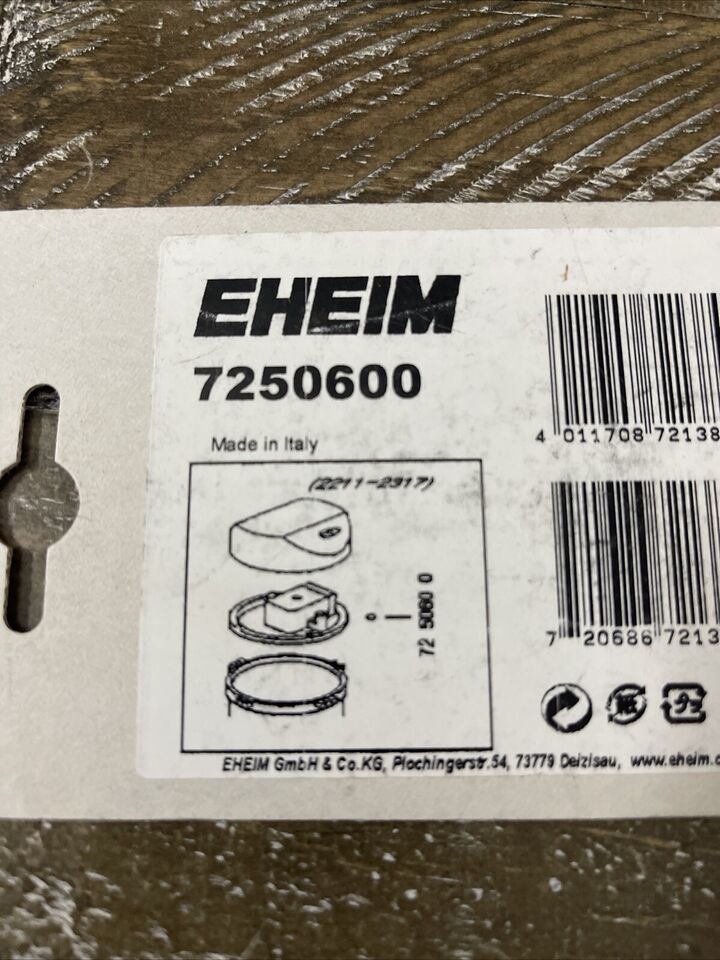 EHEIM
7250600
Made in Italy
(2211-2317)
72 5060 0
4 011708 72138
7 20686 7213
EHEIM GmbH & Co.KG, Plochingerstr.54, 73779 Deizisau, www.eheim.